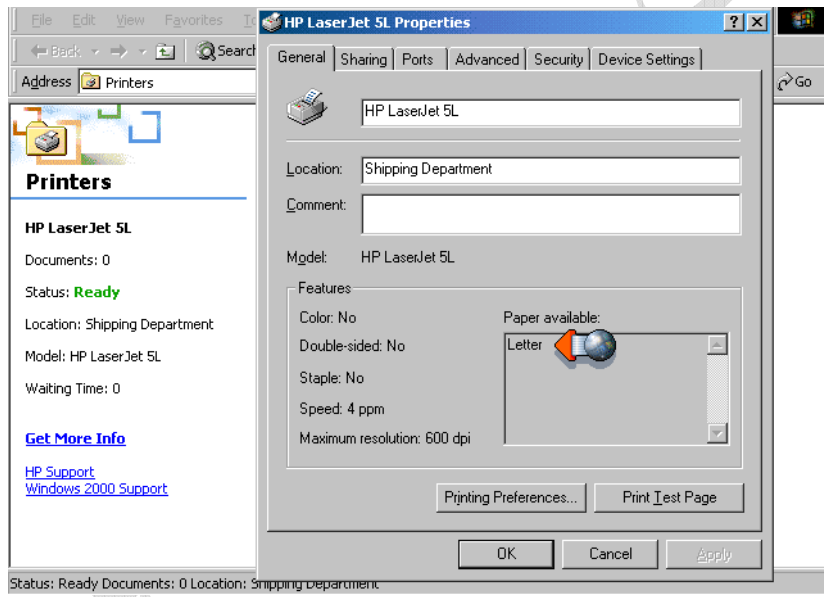 File Edit View Favorites
Back Search
Address Printers Go
Printers
HP LaserJet 5L
Documents: 0
Status: Ready
Location: Shipping Department
Model: HP LaserJet 5L
Waiting Time: 0
Get More Info
HP Support
Windows 2000 Support
HP LaserJet 5L Properties
General Sharing Ports Advanced Security Device Settings
HP LaserJet 5L
Location: Shipping Department
Comment:
Model: HP LaserJet 5L
Features
Color: No
Double-sided: No
Staple: No
Speed: 4 ppm
Maximum resolution: 600 dpi
Paper available:
Letter
Printing Preferences... Print Test Page
OK Cancel Apply
Status: Ready Documents: 0 Location: Shipping Department